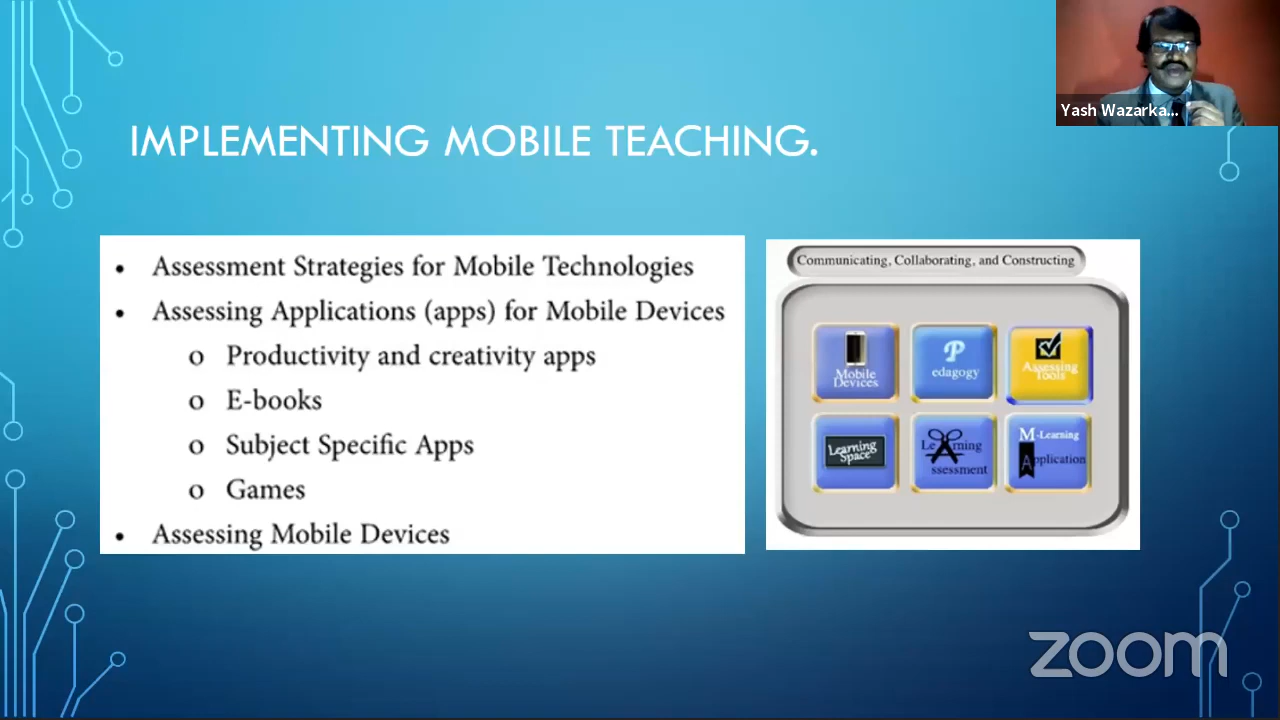 Yash Wazarka...
IMPLEMENTING MOBILE TEACHING.
• Assessment Strategies for Mobile Technologies
• Assessing Applications (apps) for Mobile Devices
o Productivity and creativity apps
o E-books
o Subject Specific Apps
o Games
• Assessing Mobile Devices
Communicating, Collaborating, and Constructing
Mobile
Devices
P
edagogy
Assessing
Tools
Learning
Space
LeArning
ssessment
M-Learning
Application
zoom